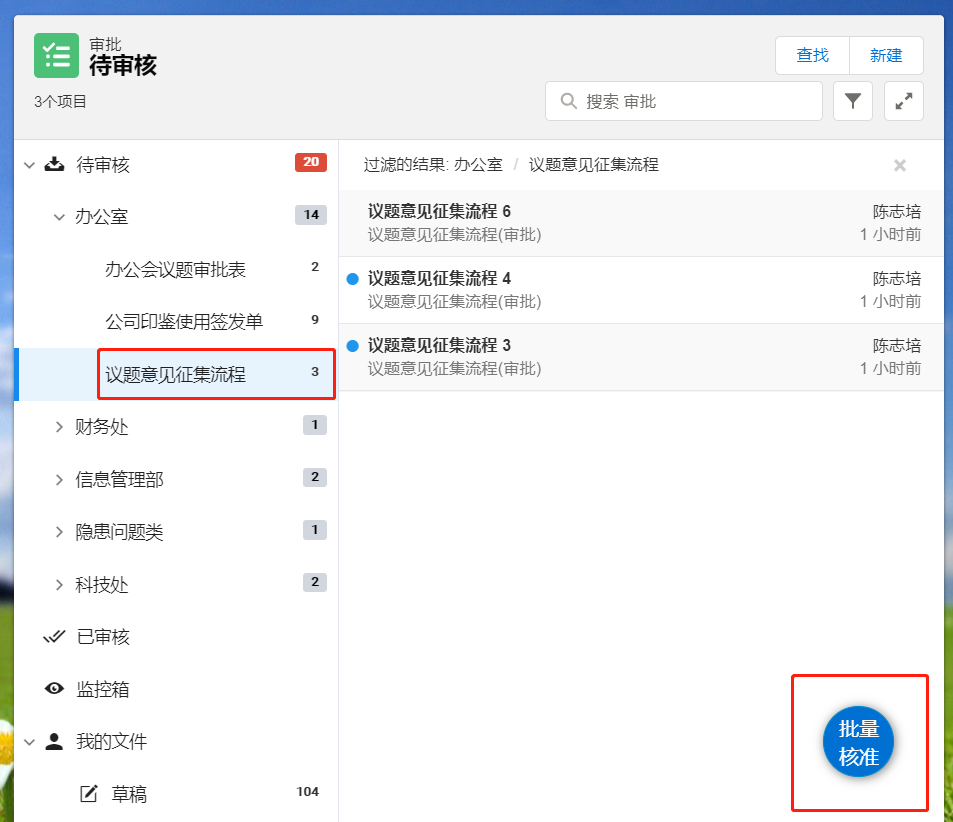 审批
待审核
3个项目
查找
新建
搜索 审批
待审核 20
办公室 14
办公会议题审批表 2
公司印鉴使用签发单 9
议题意见征集流程 3
财务处 1
信息管理部 2
隐患问题类 1
科技处 2
已审核
监控箱
我的文件
草稿 104
过滤的结果: 办公室 / 议题意见征集流程
议题意见征集流程 6 陈志培
议题意见征集流程(审批) 1 小时前
议题意见征集流程 4 陈志培
议题意见征集流程(审批) 1 小时前
议题意见征集流程 3 陈志培
议题意见征集流程(审批) 1 小时前
批量
核准